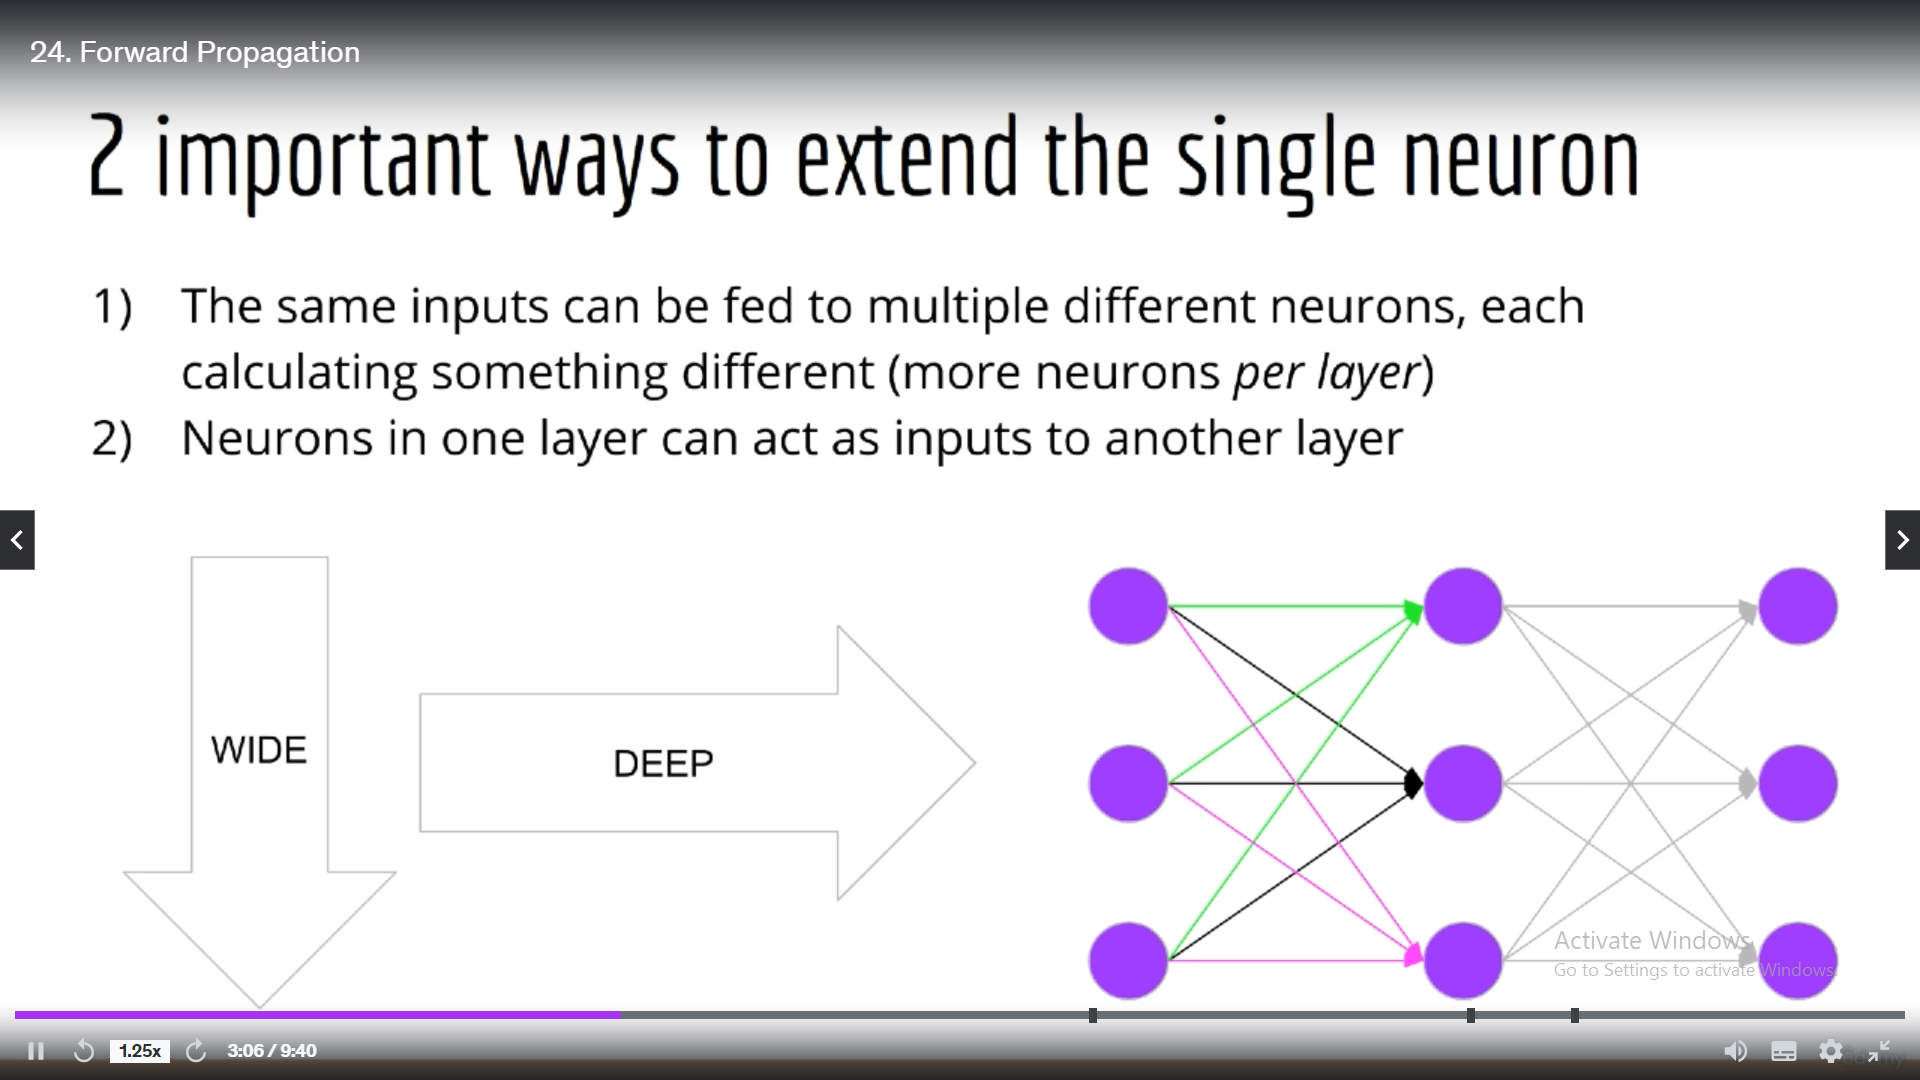 24. Forward Propagation
2 important ways to extend the single neuron
1) The same inputs can be fed to multiple different neurons, each
calculating something different (more neurons per layer)
2) Neurons in one layer can act as inputs to another layer
WIDE
DEEP
Activate Windows
Go to Settings to activate Windows.
1.25x
3:06 / 9:40